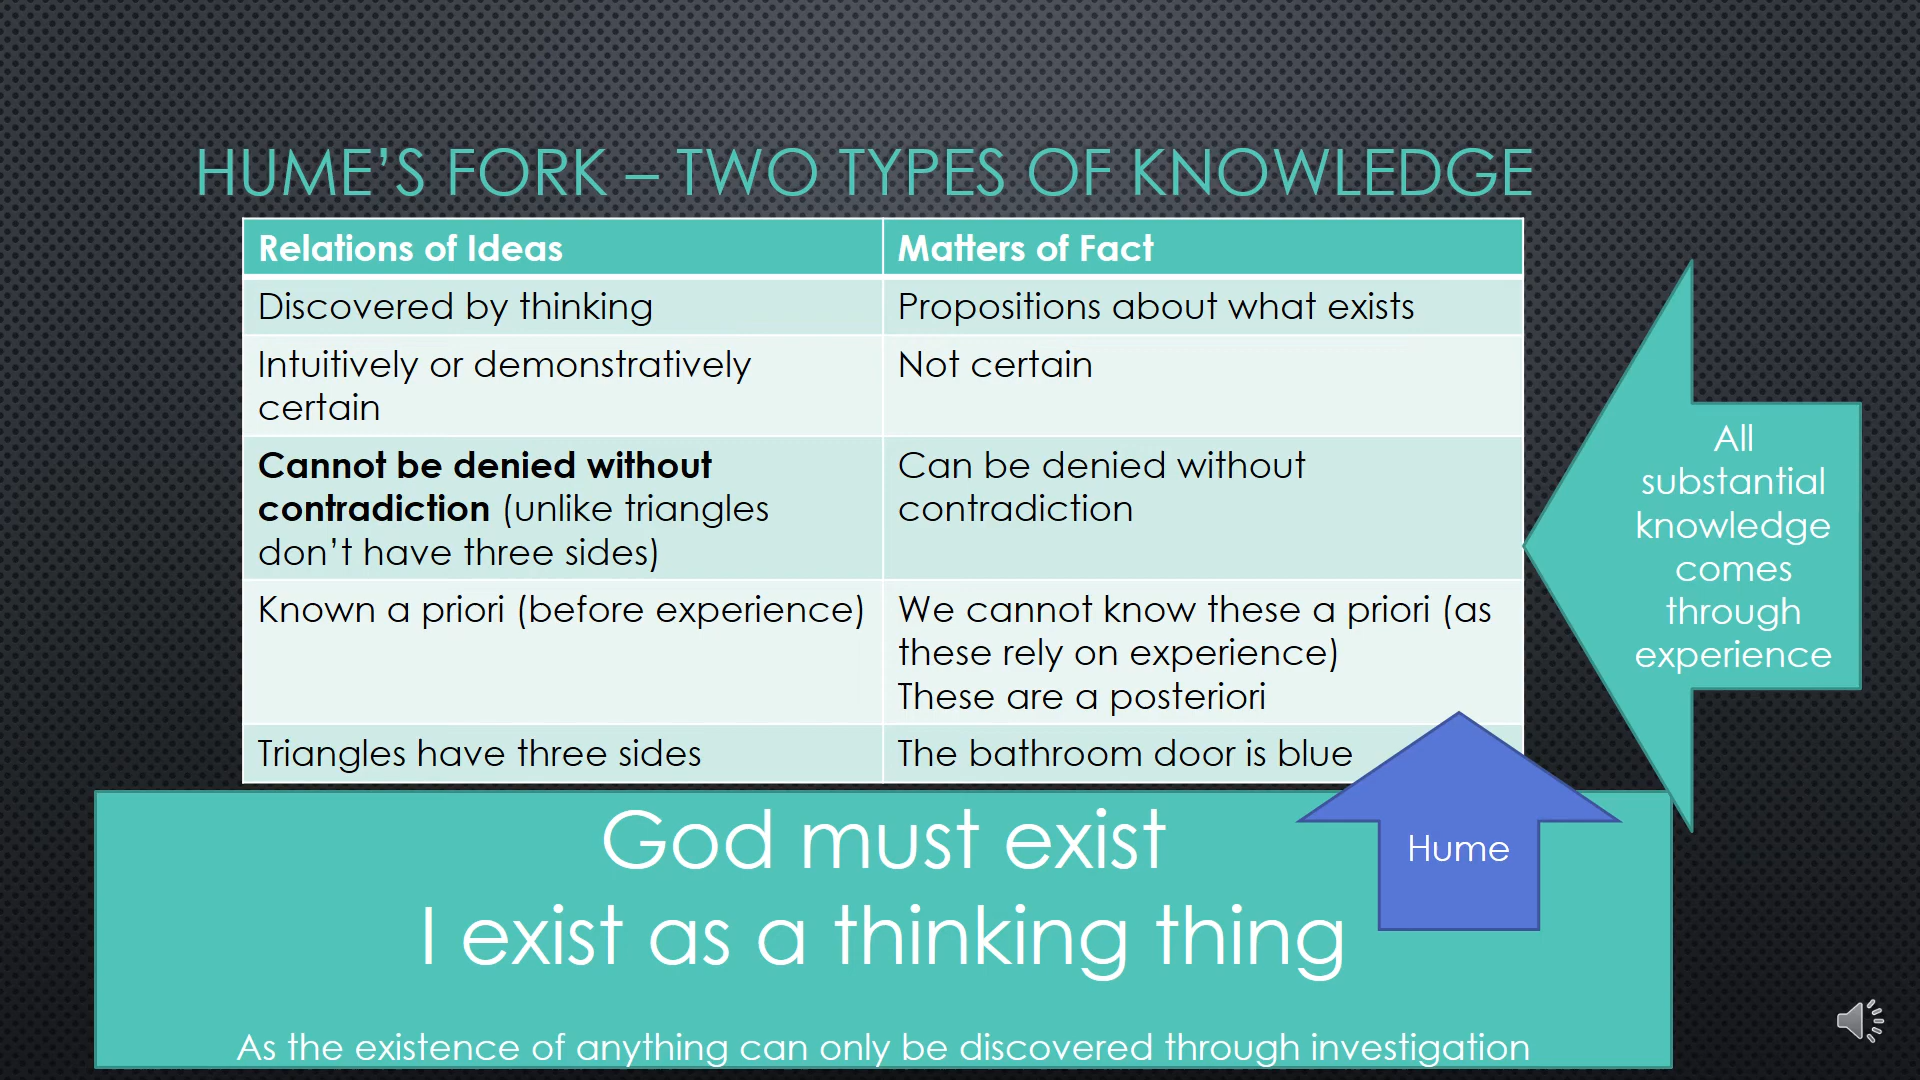 HUME’S FORK – TWO TYPES OF KNOWLEDGE
Relations of Ideas
Matters of Fact
Discovered by thinking
Propositions about what exists
Intuitively or demonstratively
certain
Not certain
Cannot be denied without
contradiction (unlike triangles
don’t have three sides)
Can be denied without
contradiction
Known a priori (before experience)
We cannot know these a priori (as
these rely on experience)
These are a posteriori
Triangles have three sides
The bathroom door is blue
All
substantial
knowledge
comes
through
experience
God must exist
I exist as a thinking thing
As the existence of anything can only be discovered through investigation
Hume